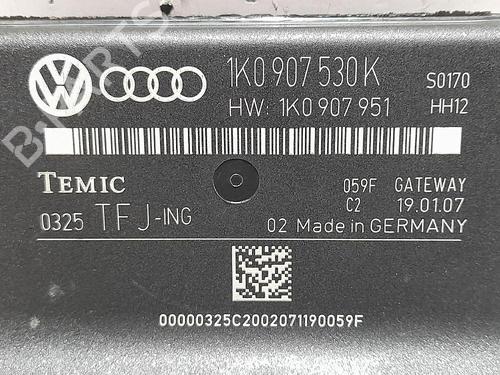 1K0 907 530 K S0170
HW: 1K0 907 951 HH12
TEMIC 059F GATEWAY
C2 19.01.07
0325 TFJ-ING 02 Made in GERMANY
00000325C2002071190059F